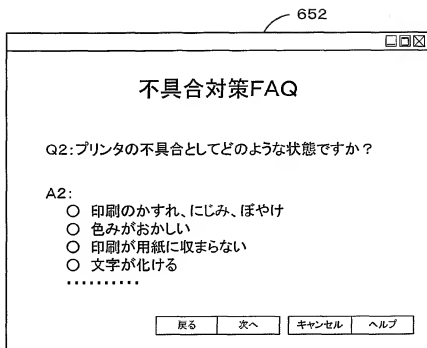 652
不具合対策FAQ
Q2:プリンタの不具合としてどのような状態ですか？
A2:
○ 印刷のかすれ、にじみ、ぼやけ
○ 色みがおかしい
○ 印刷が用紙に収まらない
○ 文字が化ける
‥‥‥‥‥
戻る 次へ キャンセル ヘルプ